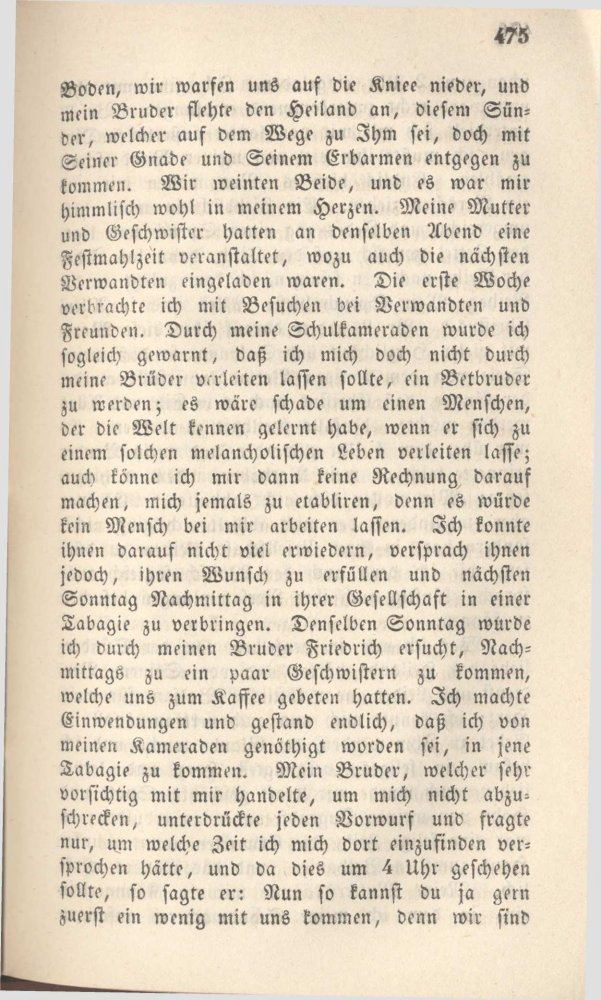 475
Boden, wir warfen uns auf die Kniee nieder, und
mein Bruder flehte den Heiland an, diesem Sün-
der, welcher auf dem Wege zu Ihm sei, doch mit
Seiner Gnade und Seinem Erbarmen entgegen zu
kommen. Wir weinten Beide, und es war mir
himmlisch wohl in meinem Herzen. Meine Mutter
und Geschwister hatten an denselben Abend eine
Festmahlzeit veranstaltet, wozu auch die nächsten
Verwandten eingeladen waren. Die erste Woche
verbrachte ich mit Besuchen bei Verwandten und
Freunden. Durch meine Schulkameraden wurde ich
sogleich gewarnt, daß ich mich doch nicht durch
meine Brüder verleiten lassen sollte, ein Betbruder
zu werden; es wäre schade um einen Menschen,
der die Welt kennen gelernt habe, wenn er sich zu
einem solchen melancholischen Leben verleiten lasse;
auch könne ich mir dann keine Rechnung darauf
machen, mich jemals zu etabliren, denn es würde
kein Mensch bei mir arbeiten lassen. Ich konnte
ihnen darauf nicht viel erwiedern, versprach ihnen
jedoch, ihren Wunsch zu erfüllen und nächsten
Sonntag Nachmittag in ihrer Gesellschaft in einer
Tabagie zu verbringen. Denselben Sonntag wurde
ich durch meinen Bruder Friedrich ersucht, Nach-
mittags zu ein paar Geschwistern zu kommen,
welche uns zum Kaffee gebeten hatten. Ich machte
Einwendungen und gestand endlich, daß ich von
meinen Kameraden genöthigt worden sei, in jene
Tabagie zu kommen. Mein Bruder, welcher sehr
vorsichtig mit mir handelte, um mich nicht abzu-
schrecken, unterdrückte jeden Vorwurf und fragte
nur, um welche Zeit ich mich dort einzufinden ver-
sprochen hätte, und da dies um 4 Uhr geschehen
sollte, so sagte er: Nun so kannst du ja gern
zuerst ein wenig mit uns kommen, denn wir sind